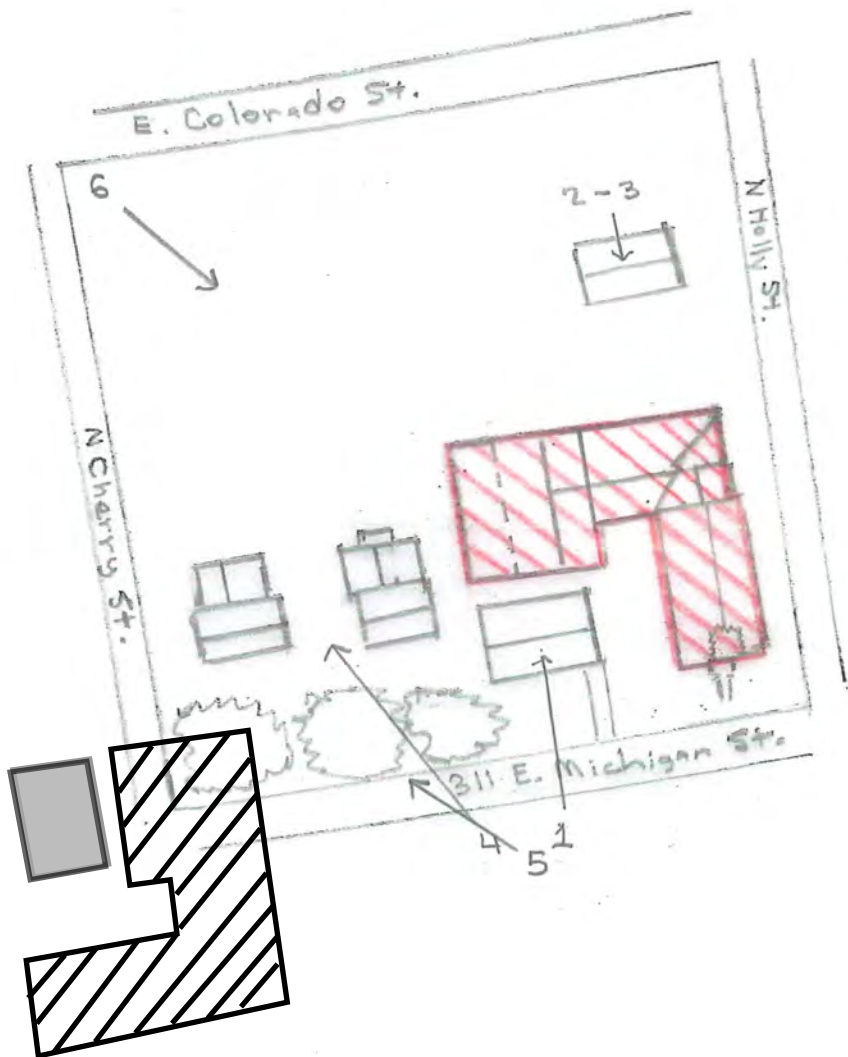 E. Colorado St.
6
2-3
N Holly St.
N Cherry St.
311 E. Michigan St.
4
5
1